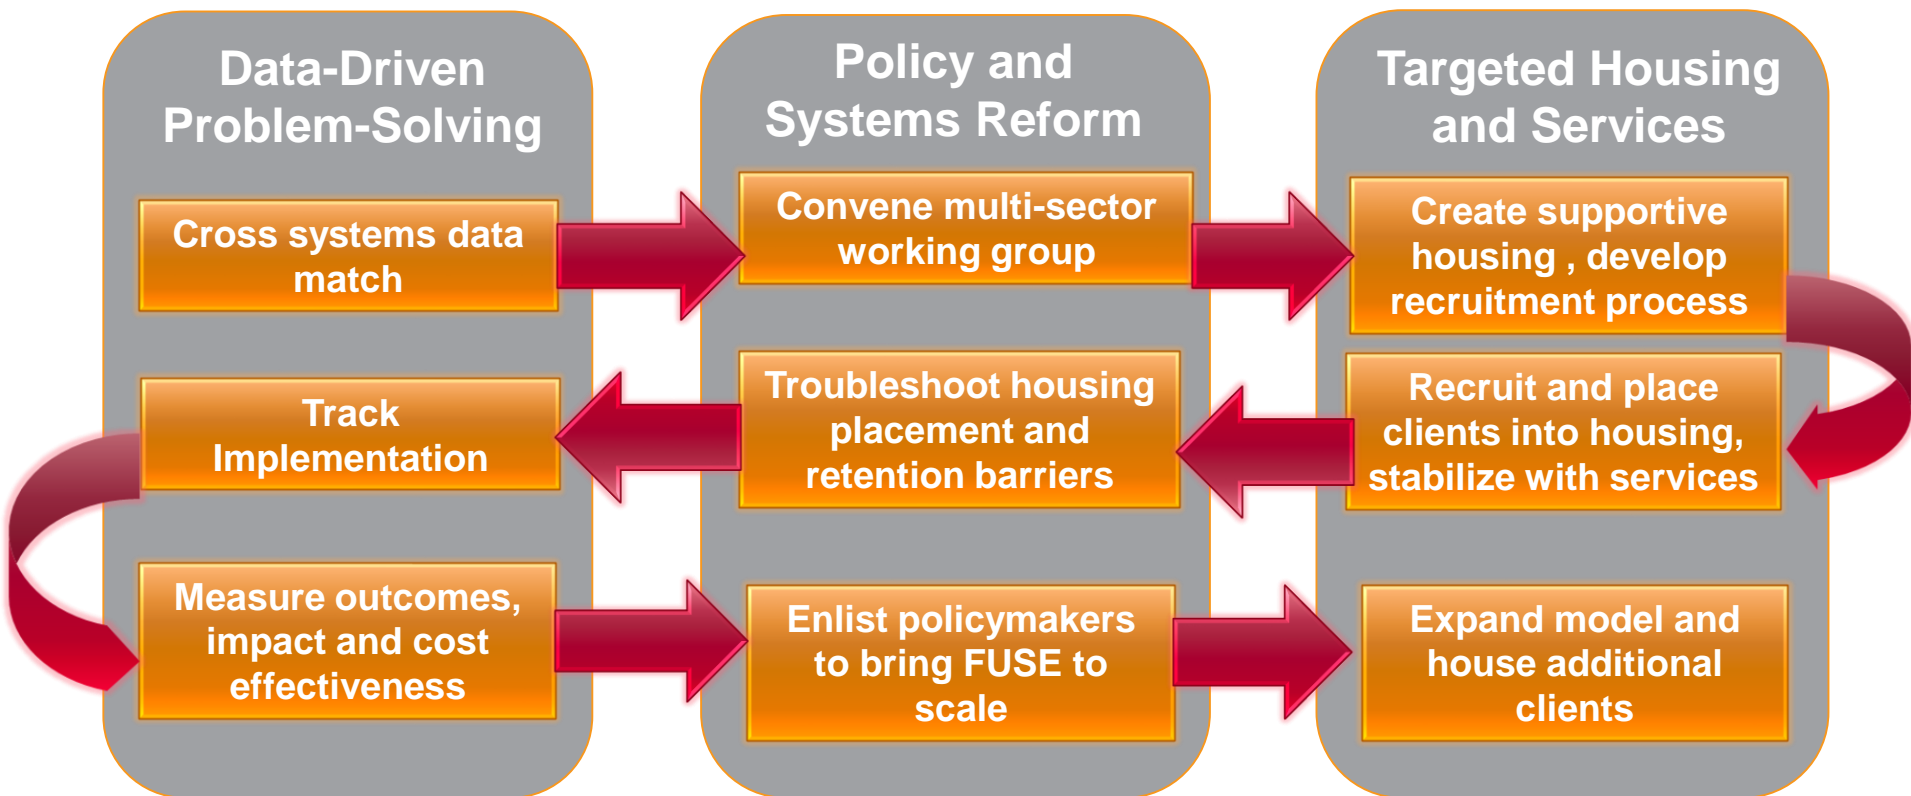 Data-Driven
Problem-Solving
Policy and
Systems Reform
Targeted Housing
and Services
Cross systems data
match
Convene multi-sector
working group
Create supportive
housing , develop
recruitment process
Track
Implementation
Troubleshoot housing
placement and
retention barriers
Recruit and place
clients into housing,
stabilize with services
Measure outcomes,
impact and cost
effectiveness
Enlist policymakers
to bring FUSE to
scale
Expand model and
house additional
clients